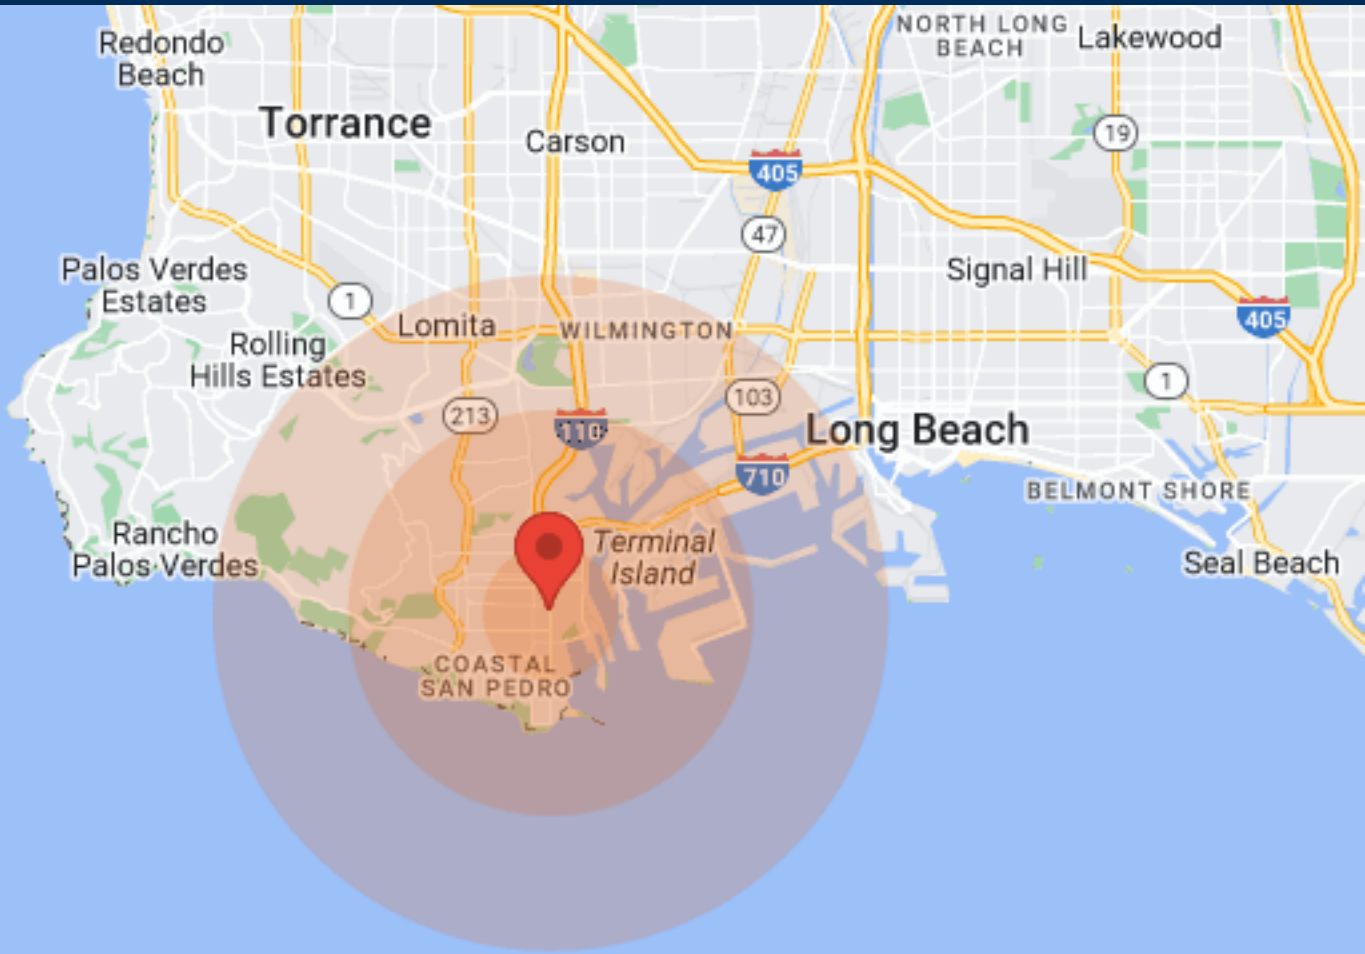 NORTH LONG
BEACH
Lakewood
Redondo
Beach
Torrance
Carson
19
405
47
Palos Verdes
Estates
Signal Hill
1
Lomita
WILMINGTON
405
Rolling
Hills Estates
1
103
213
110
Long Beach
710
BELMONT SHORE
Rancho
Palos Verdes
Terminal
Island
Seal Beach
COASTAL
SAN PEDRO